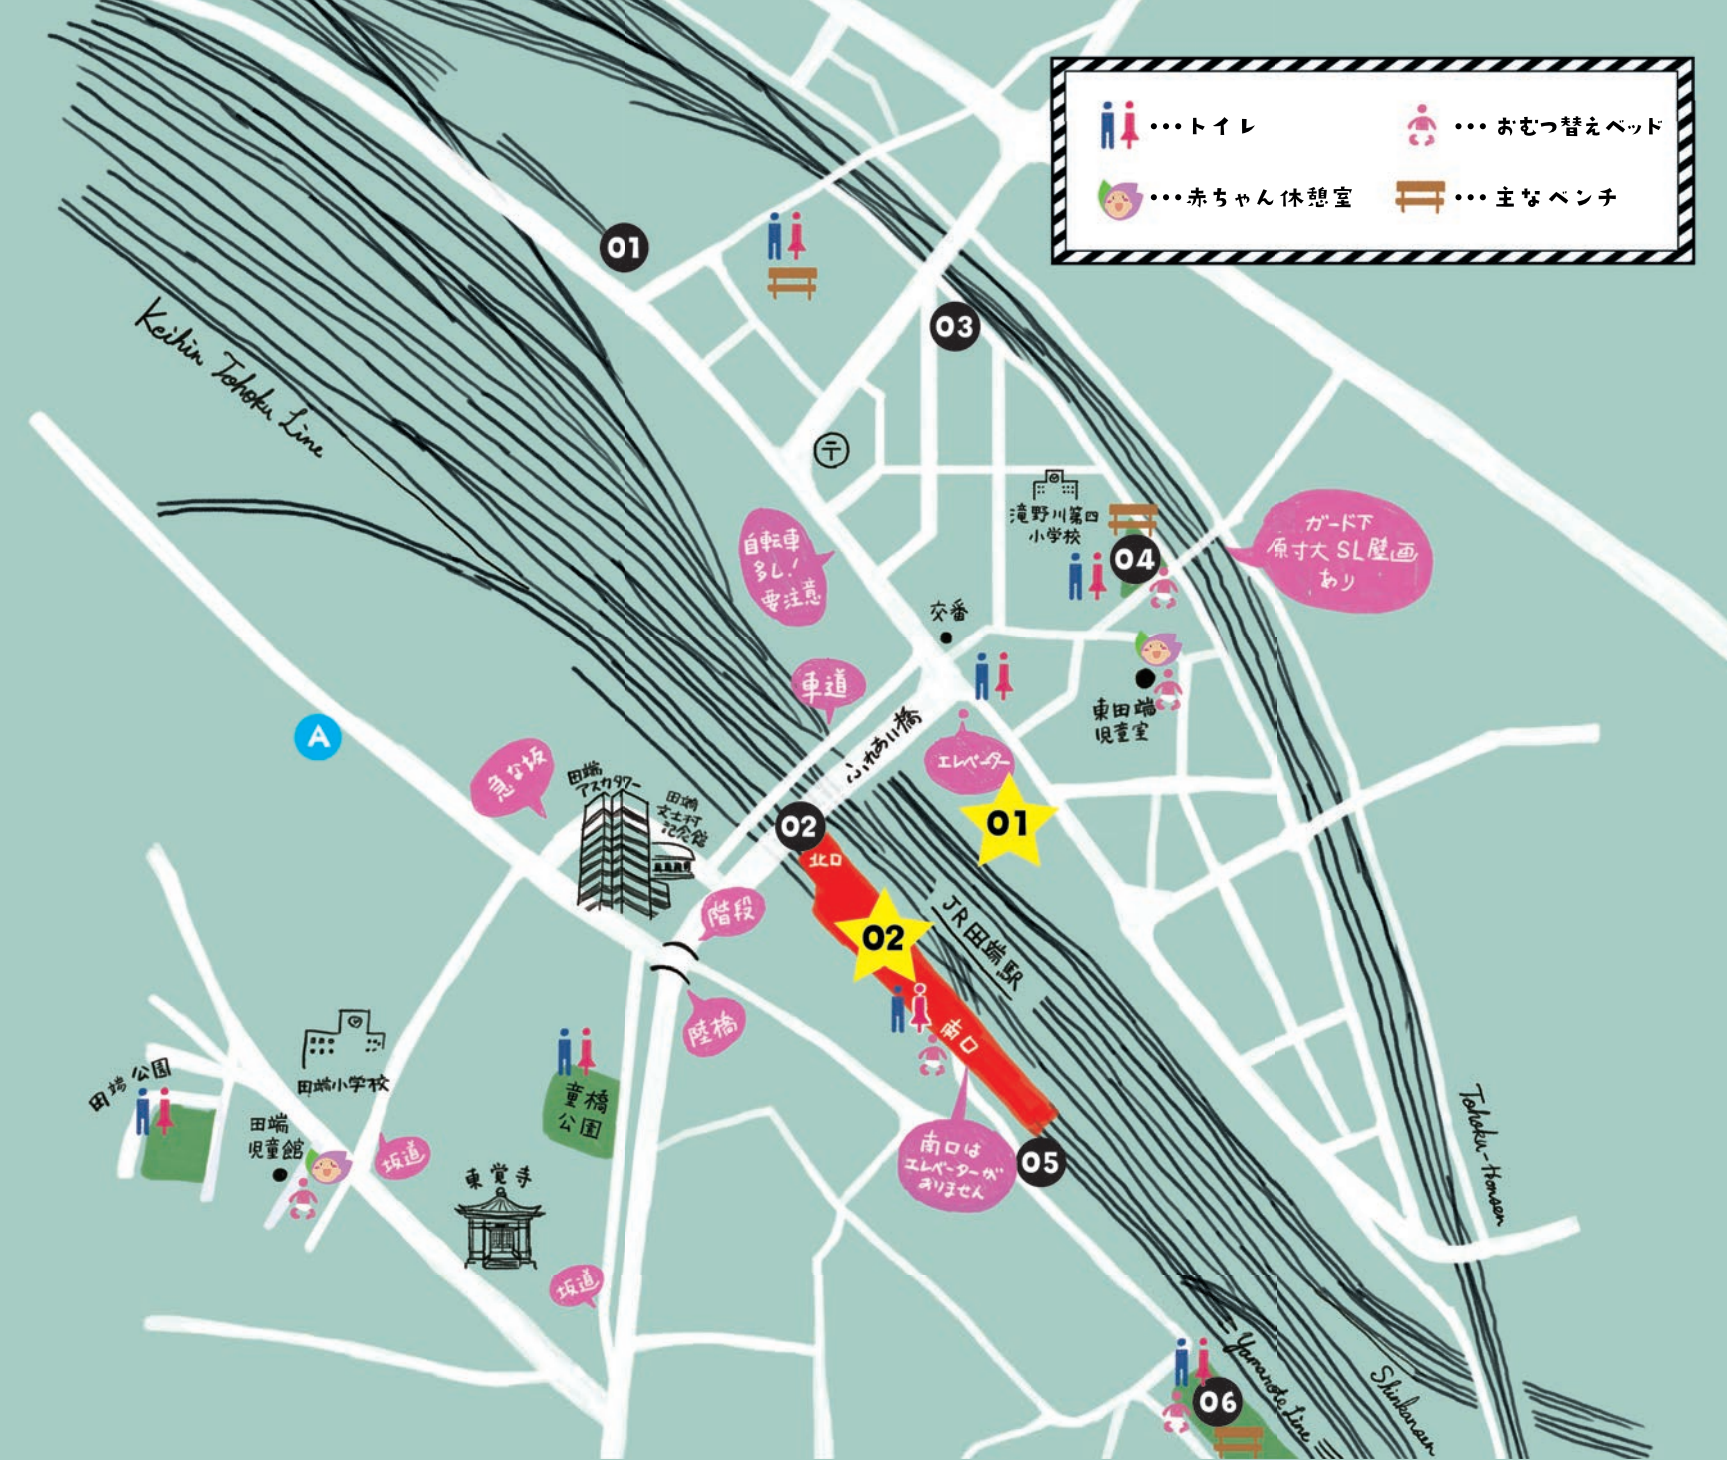 トイレ
おむつ替えベッド
赤ちゃん休憩室
主なベンチ
01
03
Keihin Tohoku Line
〒
滝野川第四
小学校
04
ガード下
原寸大SL壁画
あり
自転車
多し!
要注意
交番
車道
東田端
児童室
ふれあい橋
エレベーター
A
急な坂
田端
アスカタワー
田端
文士村
記念館
02
北口
01
階段
02
JR田端駅
陸橋
南口
田端小学校
田端公園
童橋
公園
田端
児童館
坂道
南口は
エレベーターが
ありません
05
東覚寺
坂道
Tohoku-Honsen
06
Yamanote Line
Shinkansen